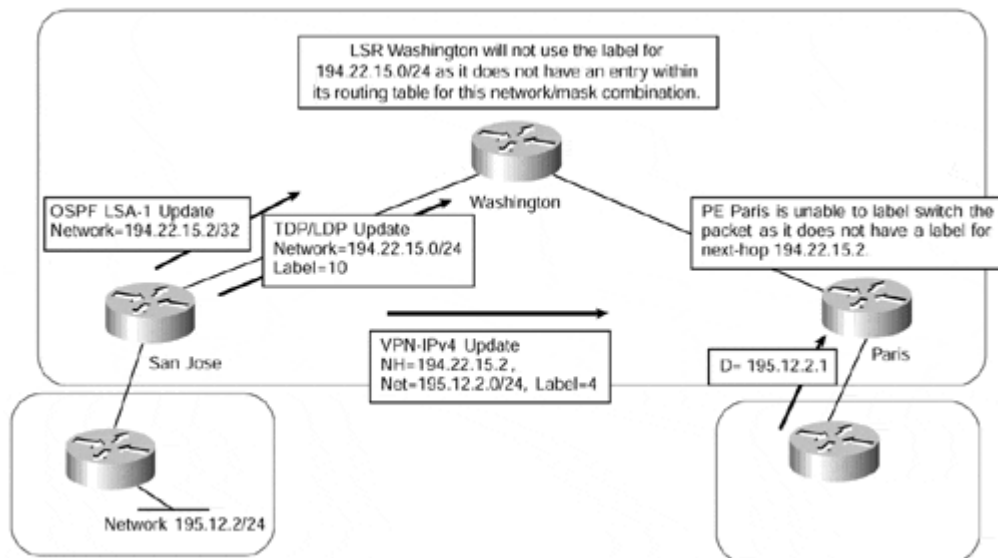 LSR Washington will not use the label for
194.22.15.0/24 as it does not have an entry within
its routing table for this network/mask combination.
Washington
OSPF LSA-1 Update
Network=194.22.15.2/32
TDP/LDP Update
Network=194.22.15.0/24
Label=10
PE Paris is unable to label switch the
packet as it does not have a label for
next-hop 194.22.15.2.
San Jose
VPN-IPv4 Update
NH=194.22.15.2,
Net=195.12.2.0/24, Label=4
D= 195.12.2.1
Paris
Network 195.12.2/24